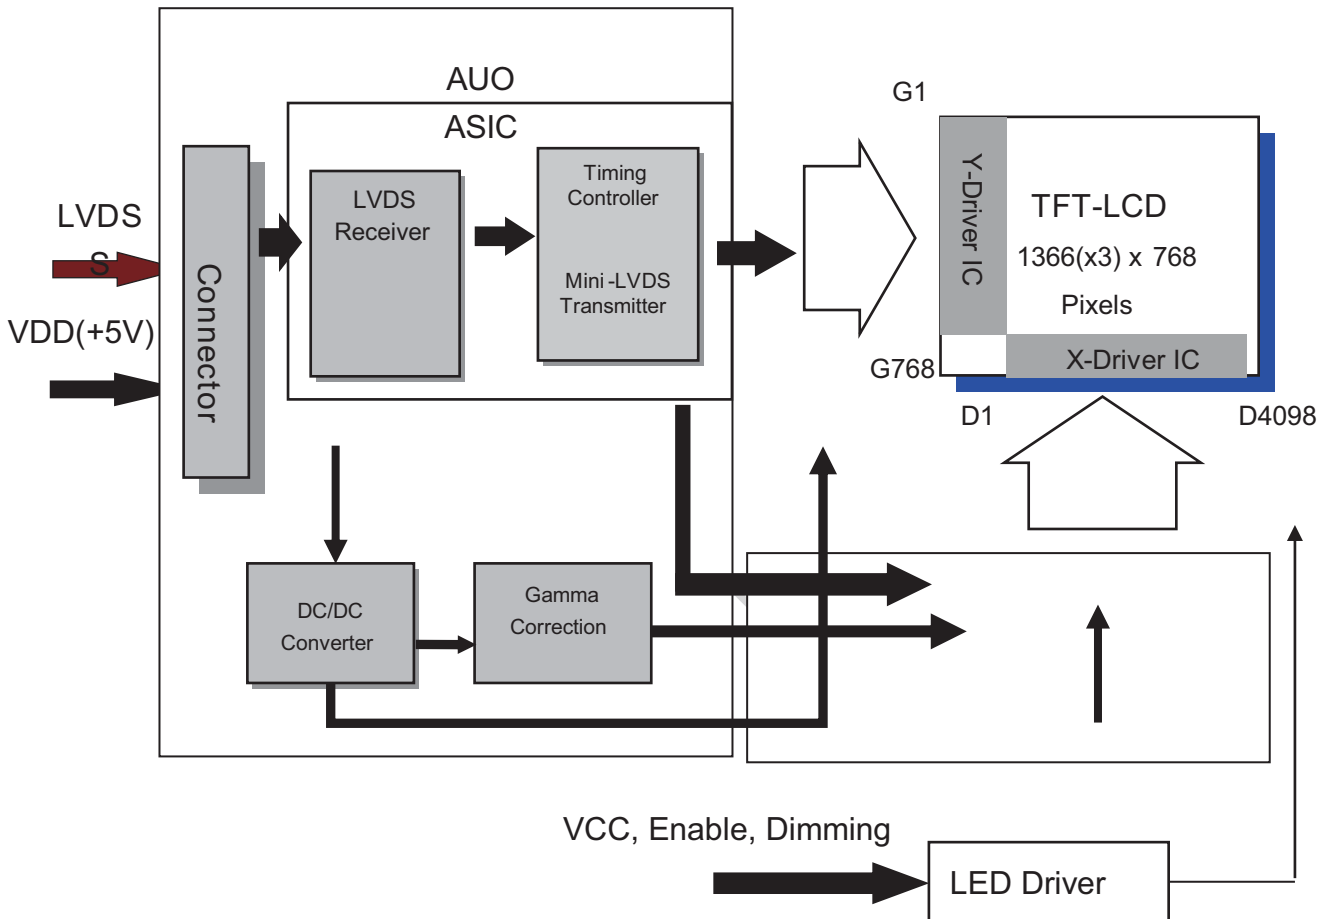 AUO
ASIC
G1
LVDS
S
VDD(+5V)
Connector
LVDS
Receiver
Timing
Controller
Mini-LVDS
Transmitter
Y-Driver IC
TFT-LCD
1366(x3) x 768
Pixels
X-Driver IC
G768
D1
D4098
DC/DC
Converter
Gamma
Correction
VCC, Enable, Dimming
LED Driver